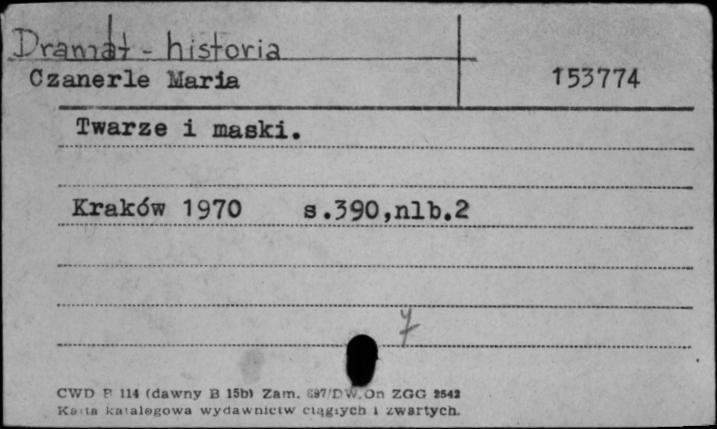 Dramat - historia
Czanerle Maria 153774
Twarze i maski.
Kraków 1970 s.390,nlb.2
7
CWD P 114 (dawny B 15b) Zam. 697/DW.On ZGG 2542
Karta katalogowa wydawnictw ciągłych i zwartych.